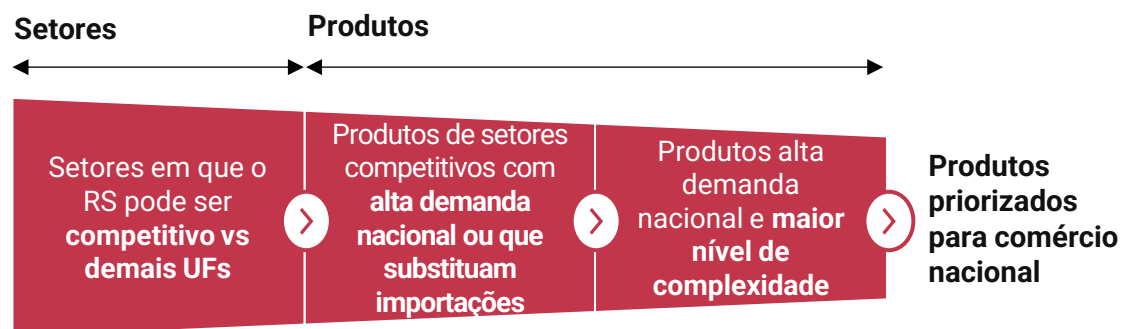 Setores
Produtos
Setores em que o
RS pode ser
competitivo vs
demais UFs
Produtos de setores
competitivos com
alta demanda
nacional ou que
substituam
importações
Produtos alta
demanda
nacional e maior
nível de
complexidade
Produtos
priorizados
para comércio
nacional